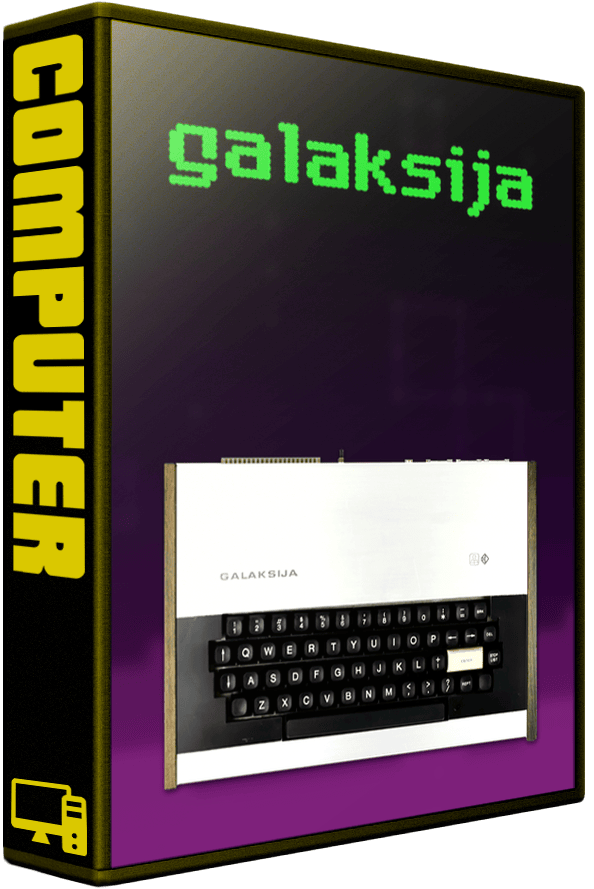 COMPUTER
galaksija
GALAKSIJA
Q W E R T Y U I O P
A S D F G H J K L
Z X C V B N M